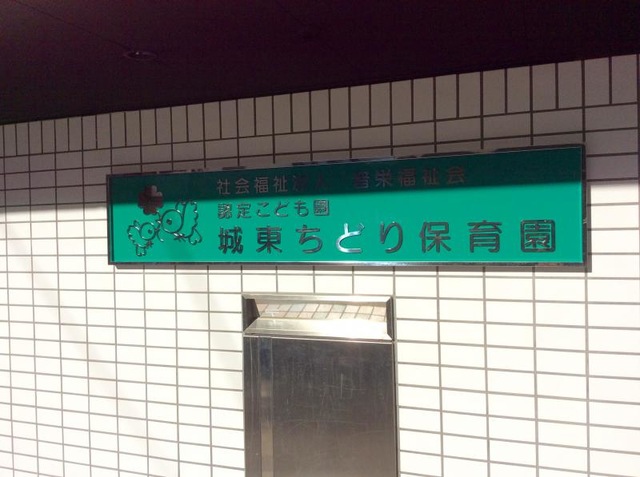 社会福祉法人 栄福祉会
認定こども園
城東ちどり保育園